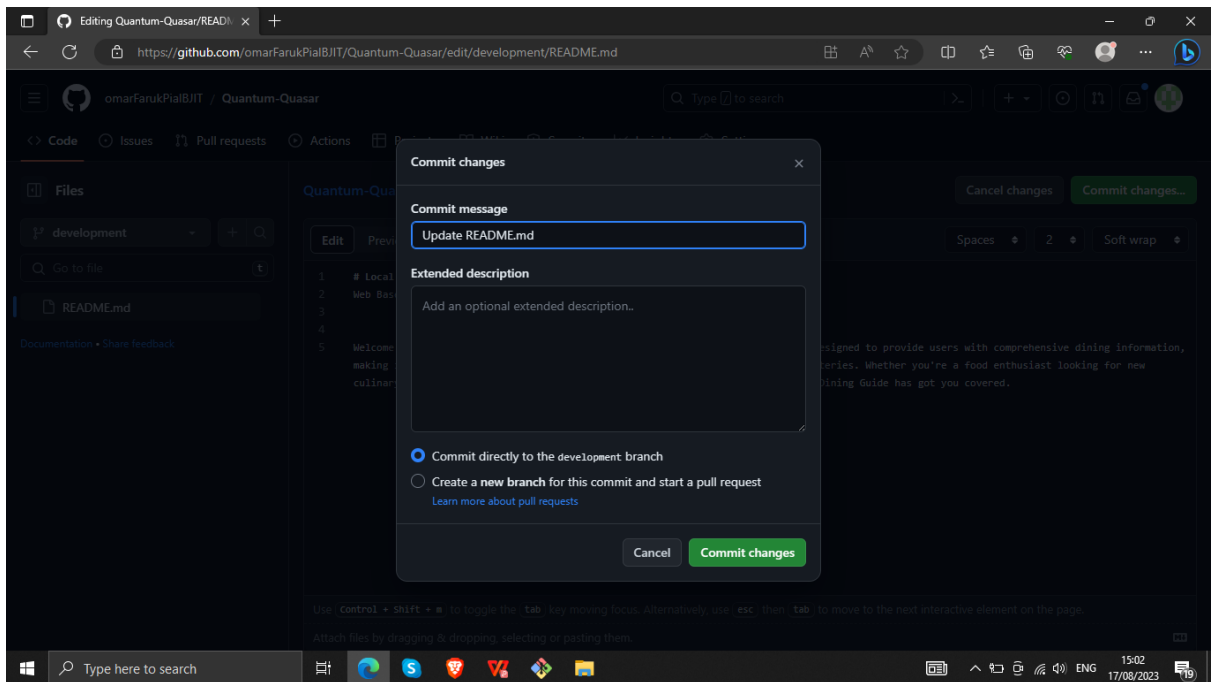 Editing Quantum-Quasar/READM
https://github.com/omarFarukPialBJIT/Quantum-Quasar/edit/development/README.md
omarFarukPialBJIT / Quantum-Quasar
Type / to search
Code Issues Pull requests Actions
Files
Quantum-Qua
Cancel changes Commit changes...
development
Edit Previ
Spaces 2 Soft wrap
Go to file t
README.md
Documentation • Share feedback
1 # Local
2 Web Bas
3
4
5 Welcome esigned to provide users with comprehensive dining information,
making teries. Whether you're a food enthusiast looking for new
culinar Dining Guide has got you covered.
Commit changes
Commit message
Update README.md
Extended description
Add an optional extended description..
Commit directly to the development branch
Create a new branch for this commit and start a pull request
Learn more about pull requests
Cancel Commit changes
Use Control + Shift + m to toggle the tab key moving focus. Alternatively, use esc then tab to move to the next interactive element on the page.
Attach files by dragging & dropping, selecting or pasting them.
Type here to search
ENG
15:02
17/08/2023
19